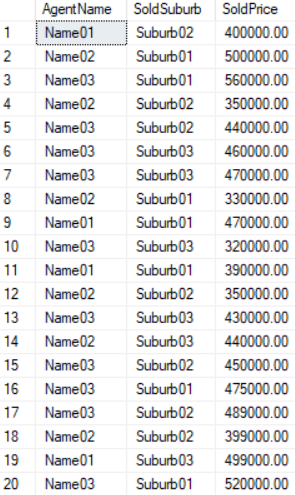 AgentName SoldSuburb SoldPrice
1 Name01 Suburb02 400000.00
2 Name02 Suburb01 500000.00
3 Name03 Suburb01 560000.00
4 Name02 Suburb02 350000.00
5 Name03 Suburb02 440000.00
6 Name03 Suburb03 460000.00
7 Name03 Suburb03 470000.00
8 Name02 Suburb01 330000.00
9 Name01 Suburb01 470000.00
10 Name03 Suburb03 320000.00
11 Name01 Suburb01 390000.00
12 Name02 Suburb02 350000.00
13 Name03 Suburb03 430000.00
14 Name02 Suburb03 440000.00
15 Name03 Suburb02 450000.00
16 Name03 Suburb01 475000.00
17 Name03 Suburb02 489000.00
18 Name02 Suburb02 399000.00
19 Name01 Suburb03 499000.00
20 Name03 Suburb01 520000.00